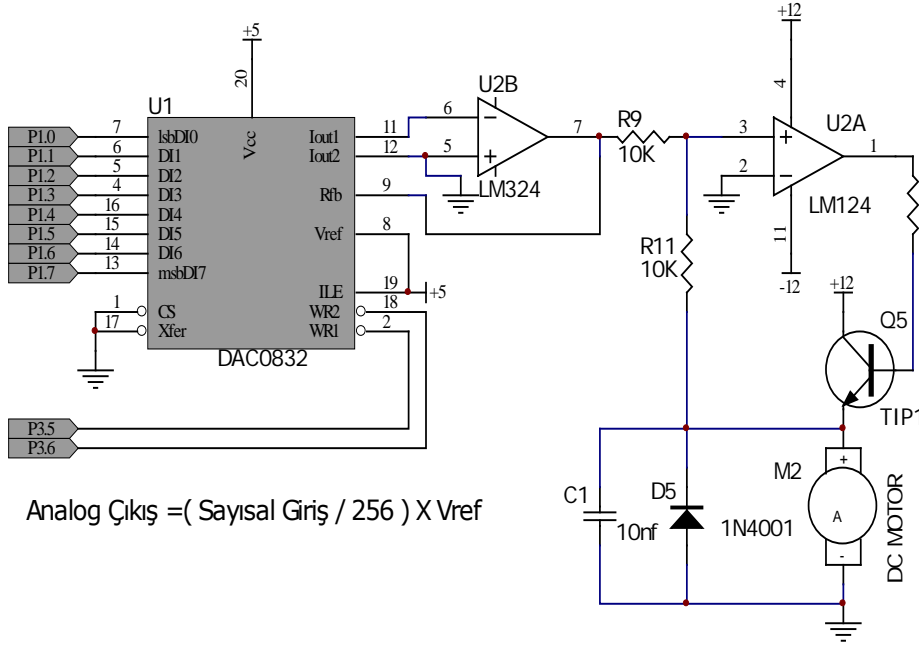 +5
+12
20
4
U1
U2B
U2A
P1.0 7 lsbDI0 Vcc Iout1 11 6
P1.1 6 DI1 Iout2 12 5
P1.2 5 DI2
P1.3 4 DI3 Rfb 9
P1.4 16 DI4
P1.5 15 DI5 Vref 8
P1.6 14 DI6
P1.7 13 msbDI7
ILE 19 +5
1 CS WR2 18
17 Xfer WR1 2
DAC0832
7
LM324
R9
10K
3
2
1
LM124
11
-12
R11
10K
+12
Q5
TIP1
P3.5
P3.6
Analog Çıkış =( Sayısal Giriş / 256 ) X Vref
C1
10nf
D5
1N4001
M2
+
A
-
DC MOTOR